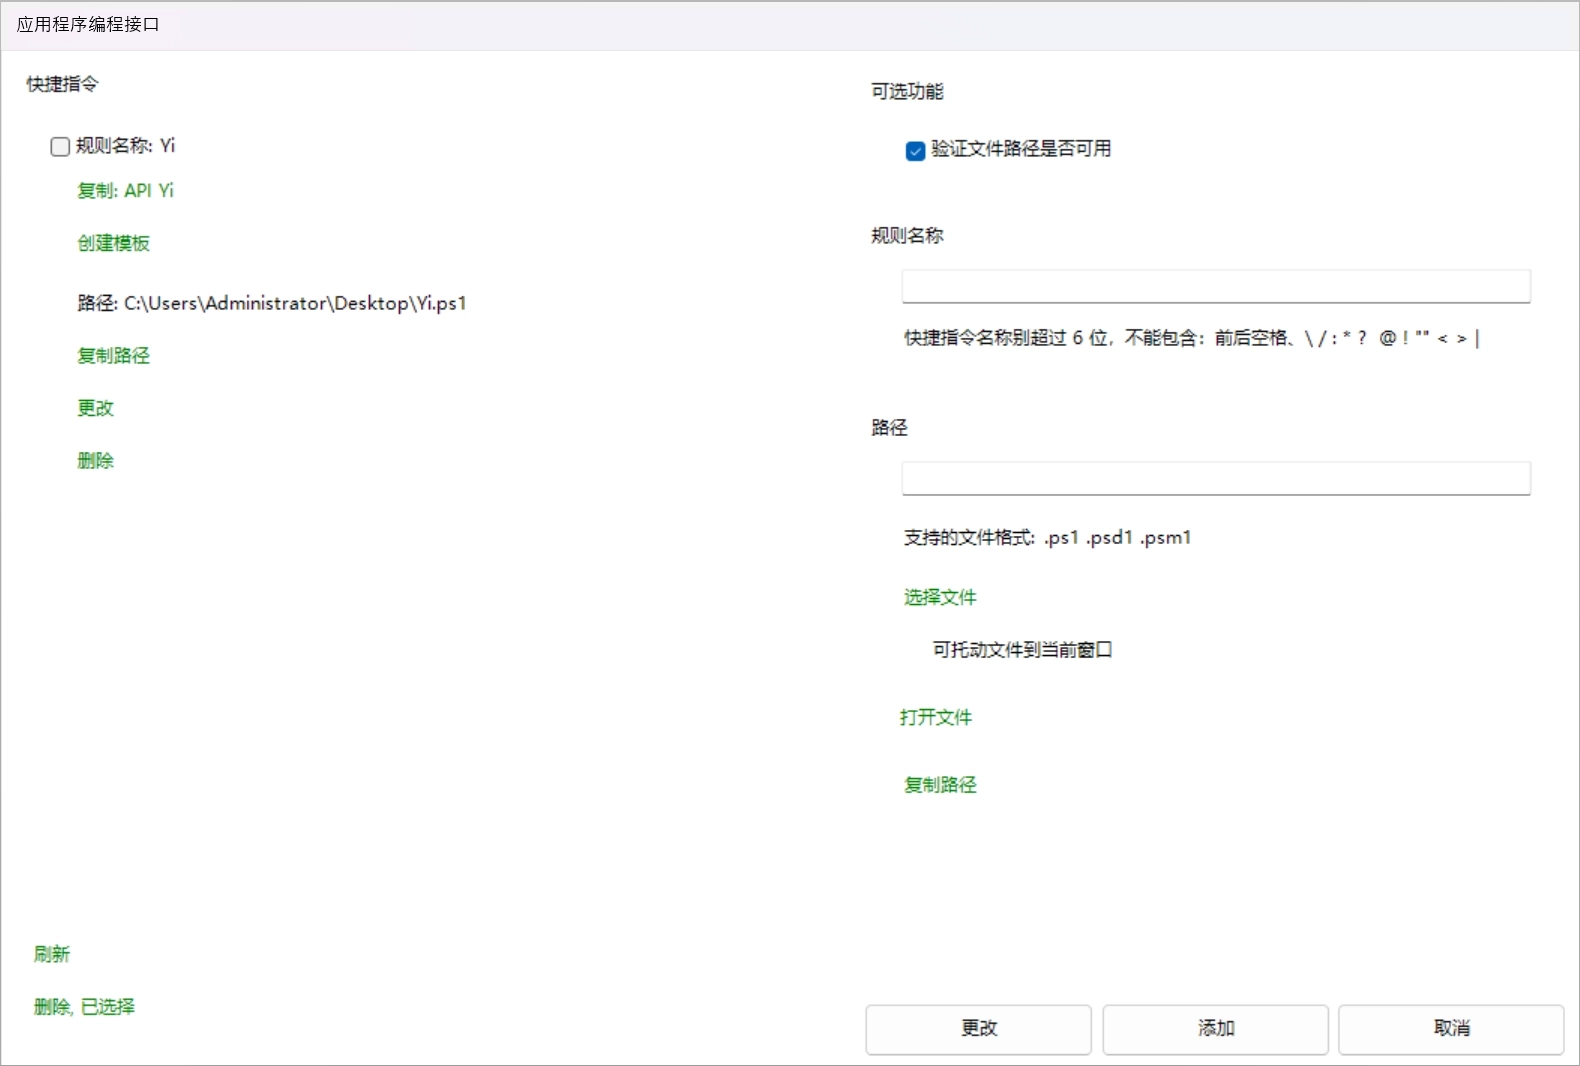 应用程序编程接口
快捷指令
规则名称: Yi
复制: API Yi
创建模板
路径: C:\Users\Administrator\Desktop\Yi.ps1
复制路径
更改
删除
刷新
删除, 已选择
可选功能
验证文件路径是否可用
规则名称
快捷指令名称别超过 6 位，不能包含：前后空格、\ / : * ? @ ! "" < > |
路径
支持的文件格式: .ps1 .psd1 .psm1
选择文件
可托动文件到当前窗口
打开文件
复制路径
更改
添加
取消